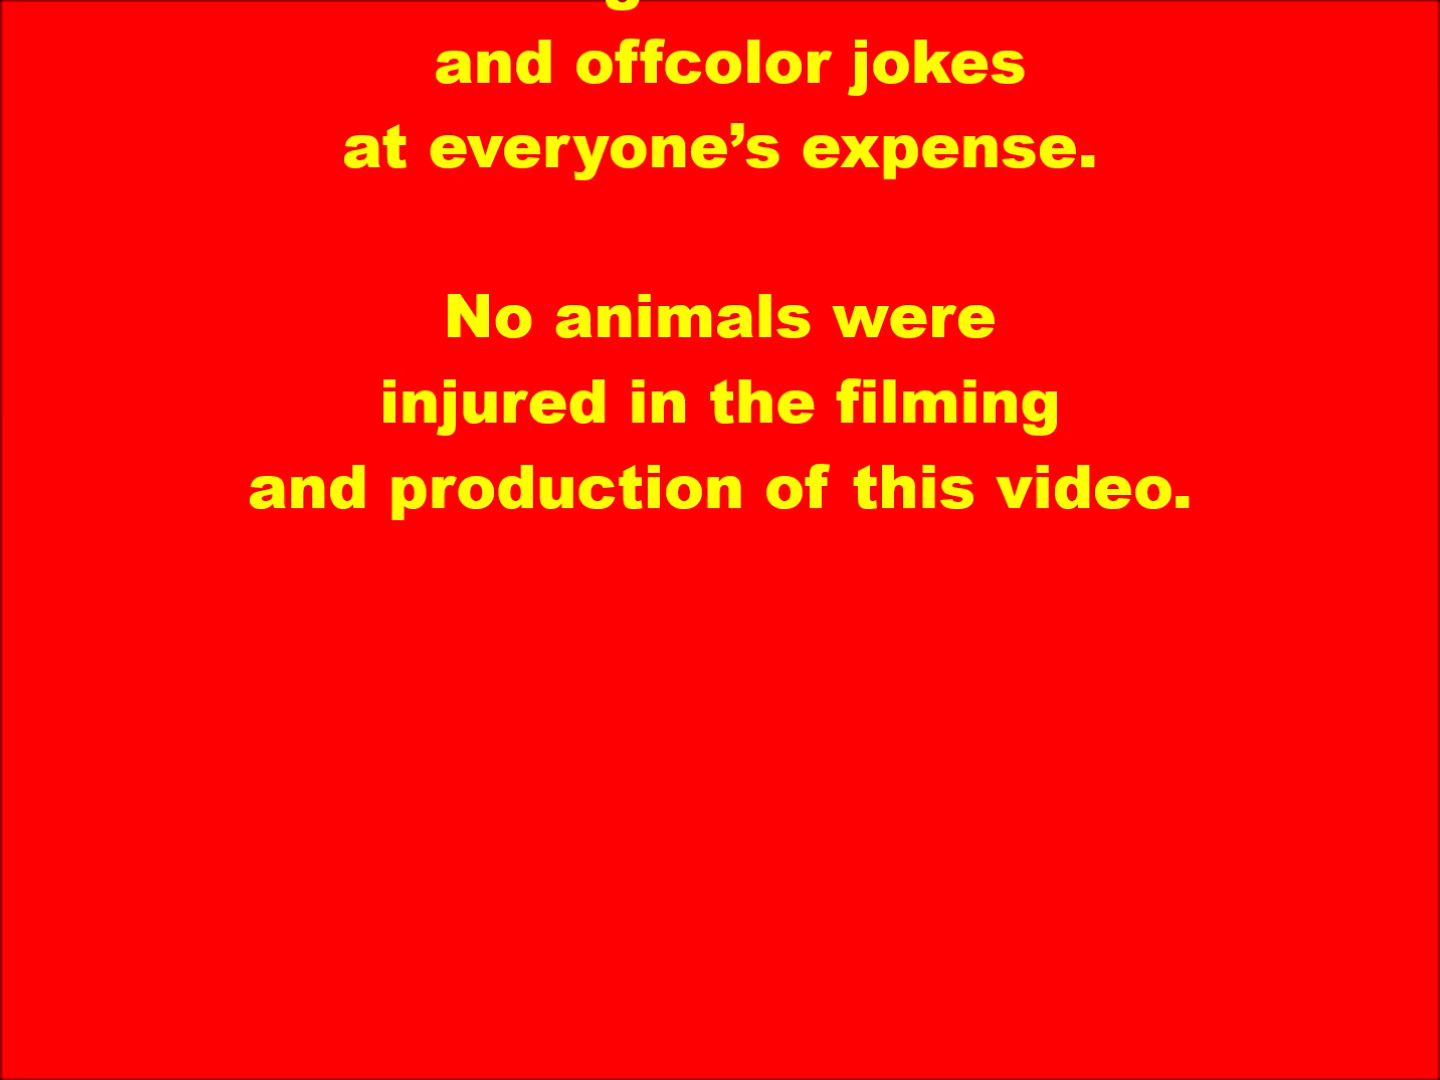 and offcolor jokes
at everyone’s expense.
No animals were
injured in the filming
and production of this video.